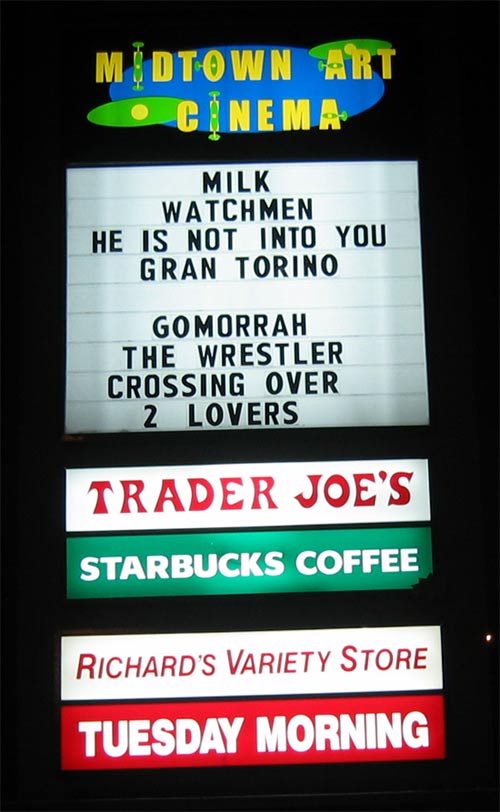 MIDTOWN ART
CINEMA
MILK
WATCHMEN
HE IS NOT INTO YOU
GRAN TORINO
GOMORRAH
THE WRESTLER
CROSSING OVER
2 LOVERS
TRADER JOE'S
STARBUCKS COFFEE
RICHARD'S VARIETY STORE
TUESDAY MORNING